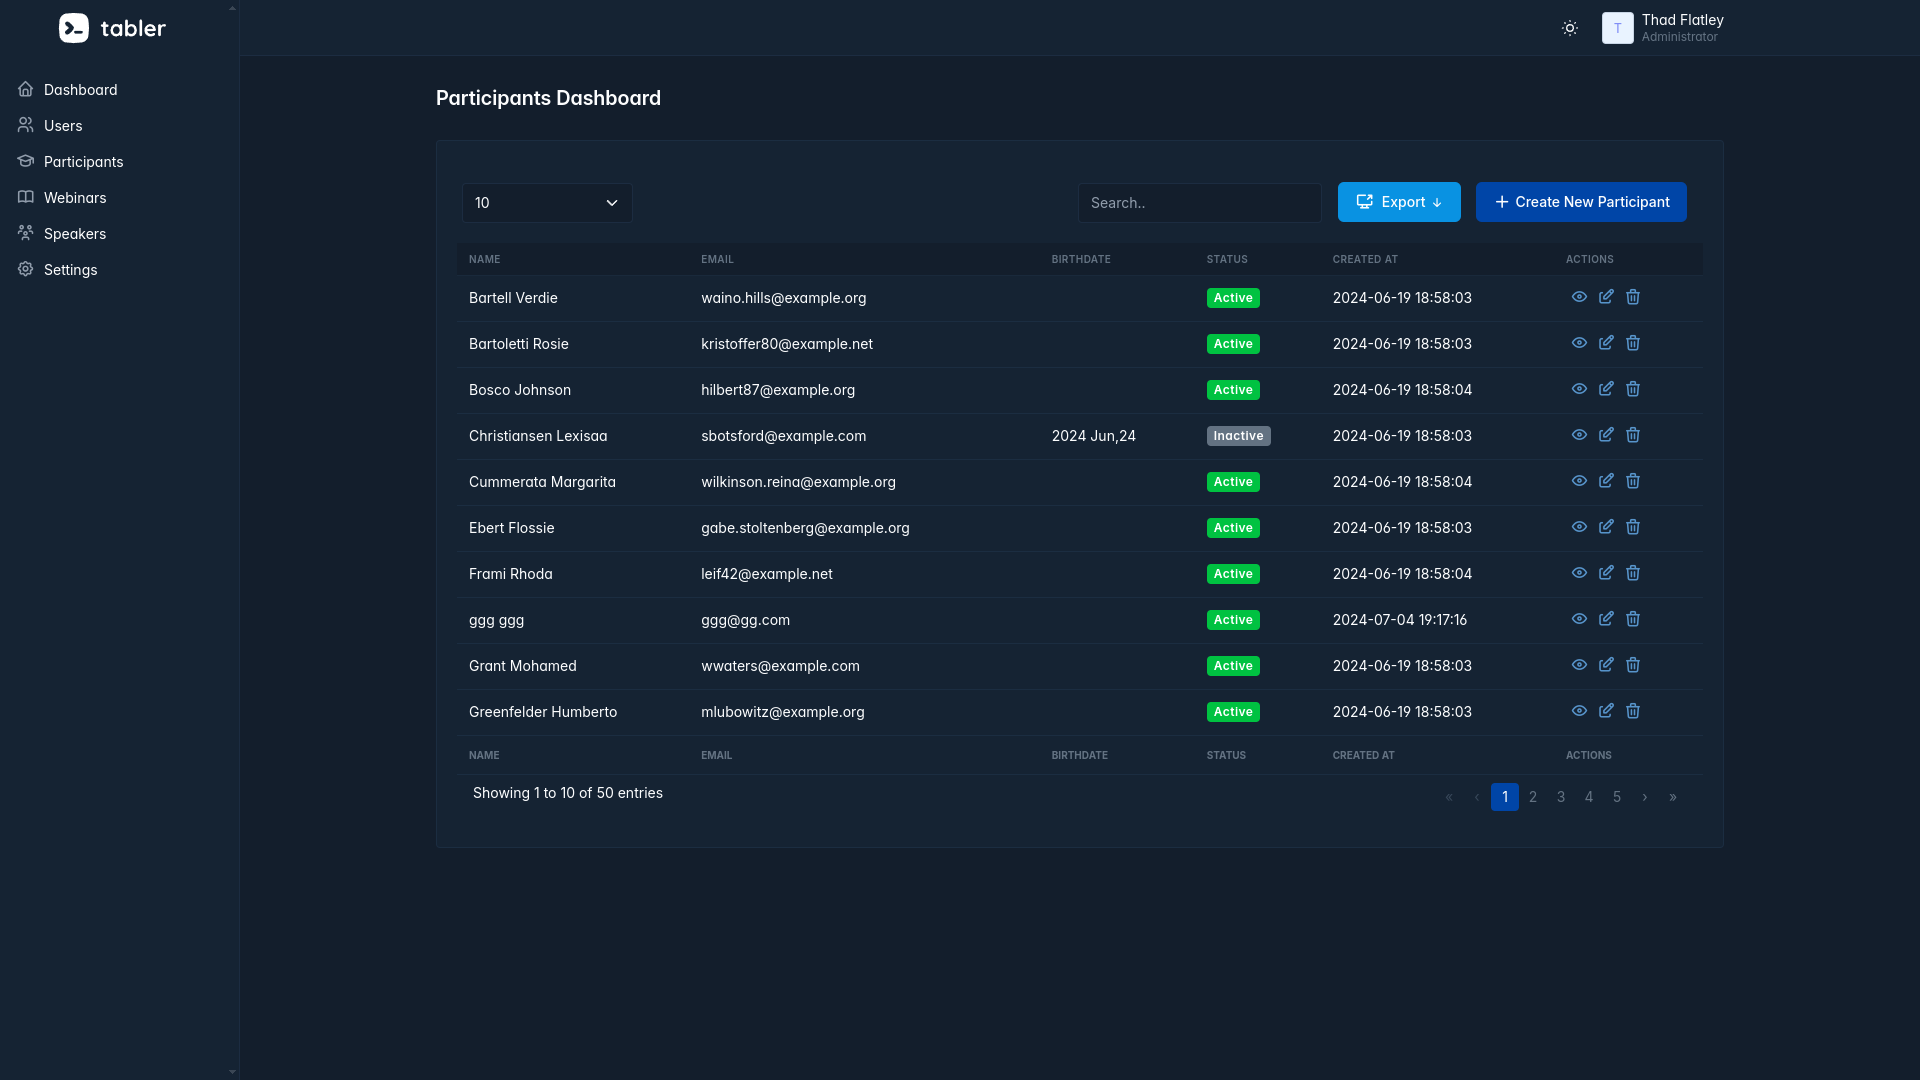 tabler
Thad Flatley
T
Administrator
Dashboard
Users
Participants
Webinars
Speakers
Settings
Participants Dashboard
10
Search..
Export ↓
Create New Participant
NAME EMAIL BIRTHDATE STATUS CREATED AT ACTIONS
Bartell Verdie waino.hills@example.org Active 2024-06-19 18:58:03
Bartoletti Rosie kristoffer80@example.net Active 2024-06-19 18:58:03
Bosco Johnson hilbert87@example.org Active 2024-06-19 18:58:04
Christiansen Lexisaa sbotsford@example.com 2024 Jun,24 Inactive 2024-06-19 18:58:03
Cummerata Margarita wilkinson.reina@example.org Active 2024-06-19 18:58:04
Ebert Flossie gabe.stoltenberg@example.org Active 2024-06-19 18:58:03
Frami Rhoda leif42@example.net Active 2024-06-19 18:58:04
ggg ggg ggg@gg.com Active 2024-07-04 19:17:16
Grant Mohamed wwaters@example.com Active 2024-06-19 18:58:03
Greenfelder Humberto mlubowitz@example.org Active 2024-06-19 18:58:03
NAME EMAIL BIRTHDATE STATUS CREATED AT ACTIONS
Showing 1 to 10 of 50 entries
« ‹ 1 2 3 4 5 › »